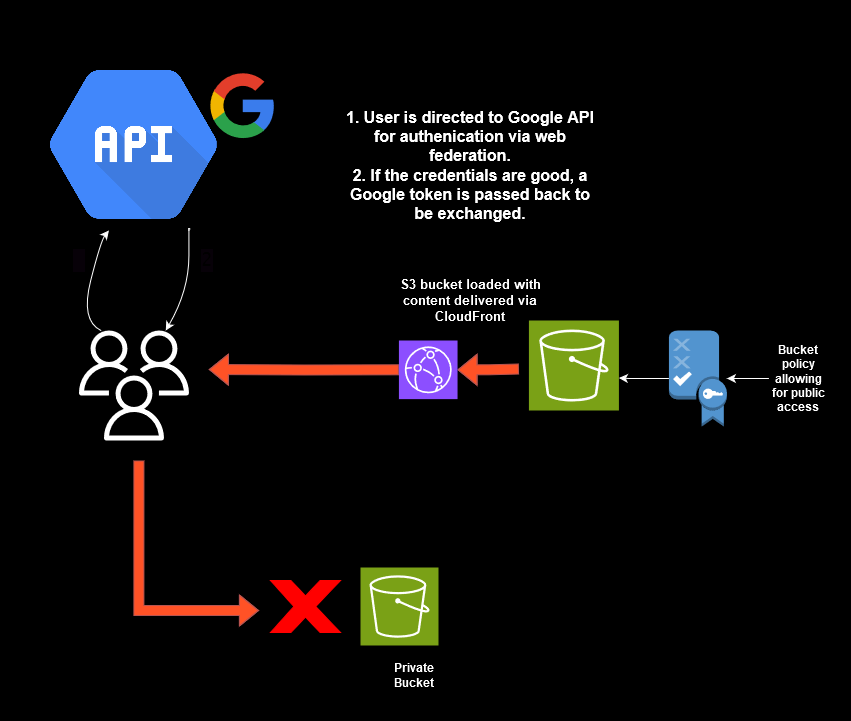 API
1. User is directed to Google API
for authenication via web
federation.
2. If the credentials are good, a
Google token is passed back to
be exchanged.
S3 bucket loaded with
content delivered via
CloudFront
Bucket
policy
allowing
for public
access
Private
Bucket